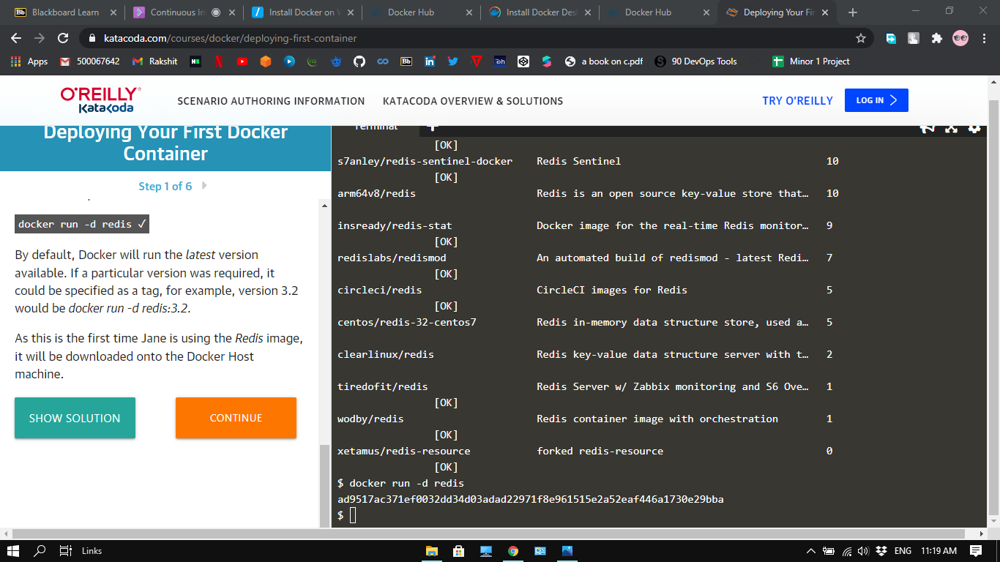 Blackboard Learn
Continuous In
Install Docker on W
Docker Hub
Install Docker Des
Docker Hub
Deploying Your Fir
katacoda.com/courses/docker/deploying-first-container
Apps
500067642
Rakshit
a book on c.pdf
90 DevOps Tools
Minor 1 Project
O'REILLY
Katacoda
SCENARIO AUTHORING INFORMATION
KATACODA OVERVIEW & SOLUTIONS
TRY O'REILLY
LOG IN
Deploying Your First Docker
Container
Step 1 of 6
docker run -d redis ✓
By default, Docker will run the latest version
available. If a particular version was required, it
could be specified as a tag, for example, version 3.2
would be docker run -d redis:3.2.
As this is the first time Jane is using the Redis image,
it will be downloaded onto the Docker Host
machine.
SHOW SOLUTION
CONTINUE
Terminal
[OK]
s7anley/redis-sentinel-docker Redis Sentinel 10
[OK]
arm64v8/redis Redis is an open source key-value store that… 10
insready/redis-stat Docker image for the real-time Redis monitor… 9
[OK]
redislabs/redismod An automated build of redismod - latest Redi… 7
[OK]
circleci/redis CircleCI images for Redis 5
[OK]
centos/redis-32-centos7 Redis in-memory data structure store, used a… 5
clearlinux/redis Redis key-value data structure server with t… 2
tiredofit/redis Redis Server w/ Zabbix monitoring and S6 Ove… 1
[OK]
wodby/redis Redis container image with orchestration 1
[OK]
xetamus/redis-resource forked redis-resource 0
[OK]
$ docker run -d redis
ad9517ac371ef0032dd34d03adad22971f8e961515e2a52eaf446a1730e29bba
$
Links
ENG
11:19 AM